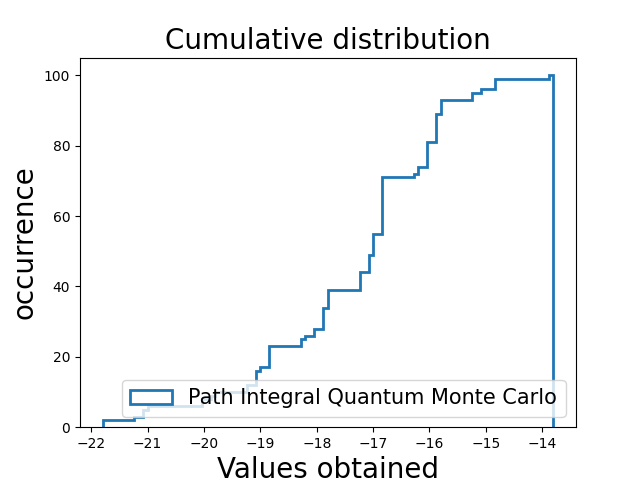 Cumulative distribution
occurrence
100
80
60
40
20
0
Path Integral Quantum Monte Carlo
−22 −21 −20 −19 −18 −17 −16 −15 −14
Values obtained